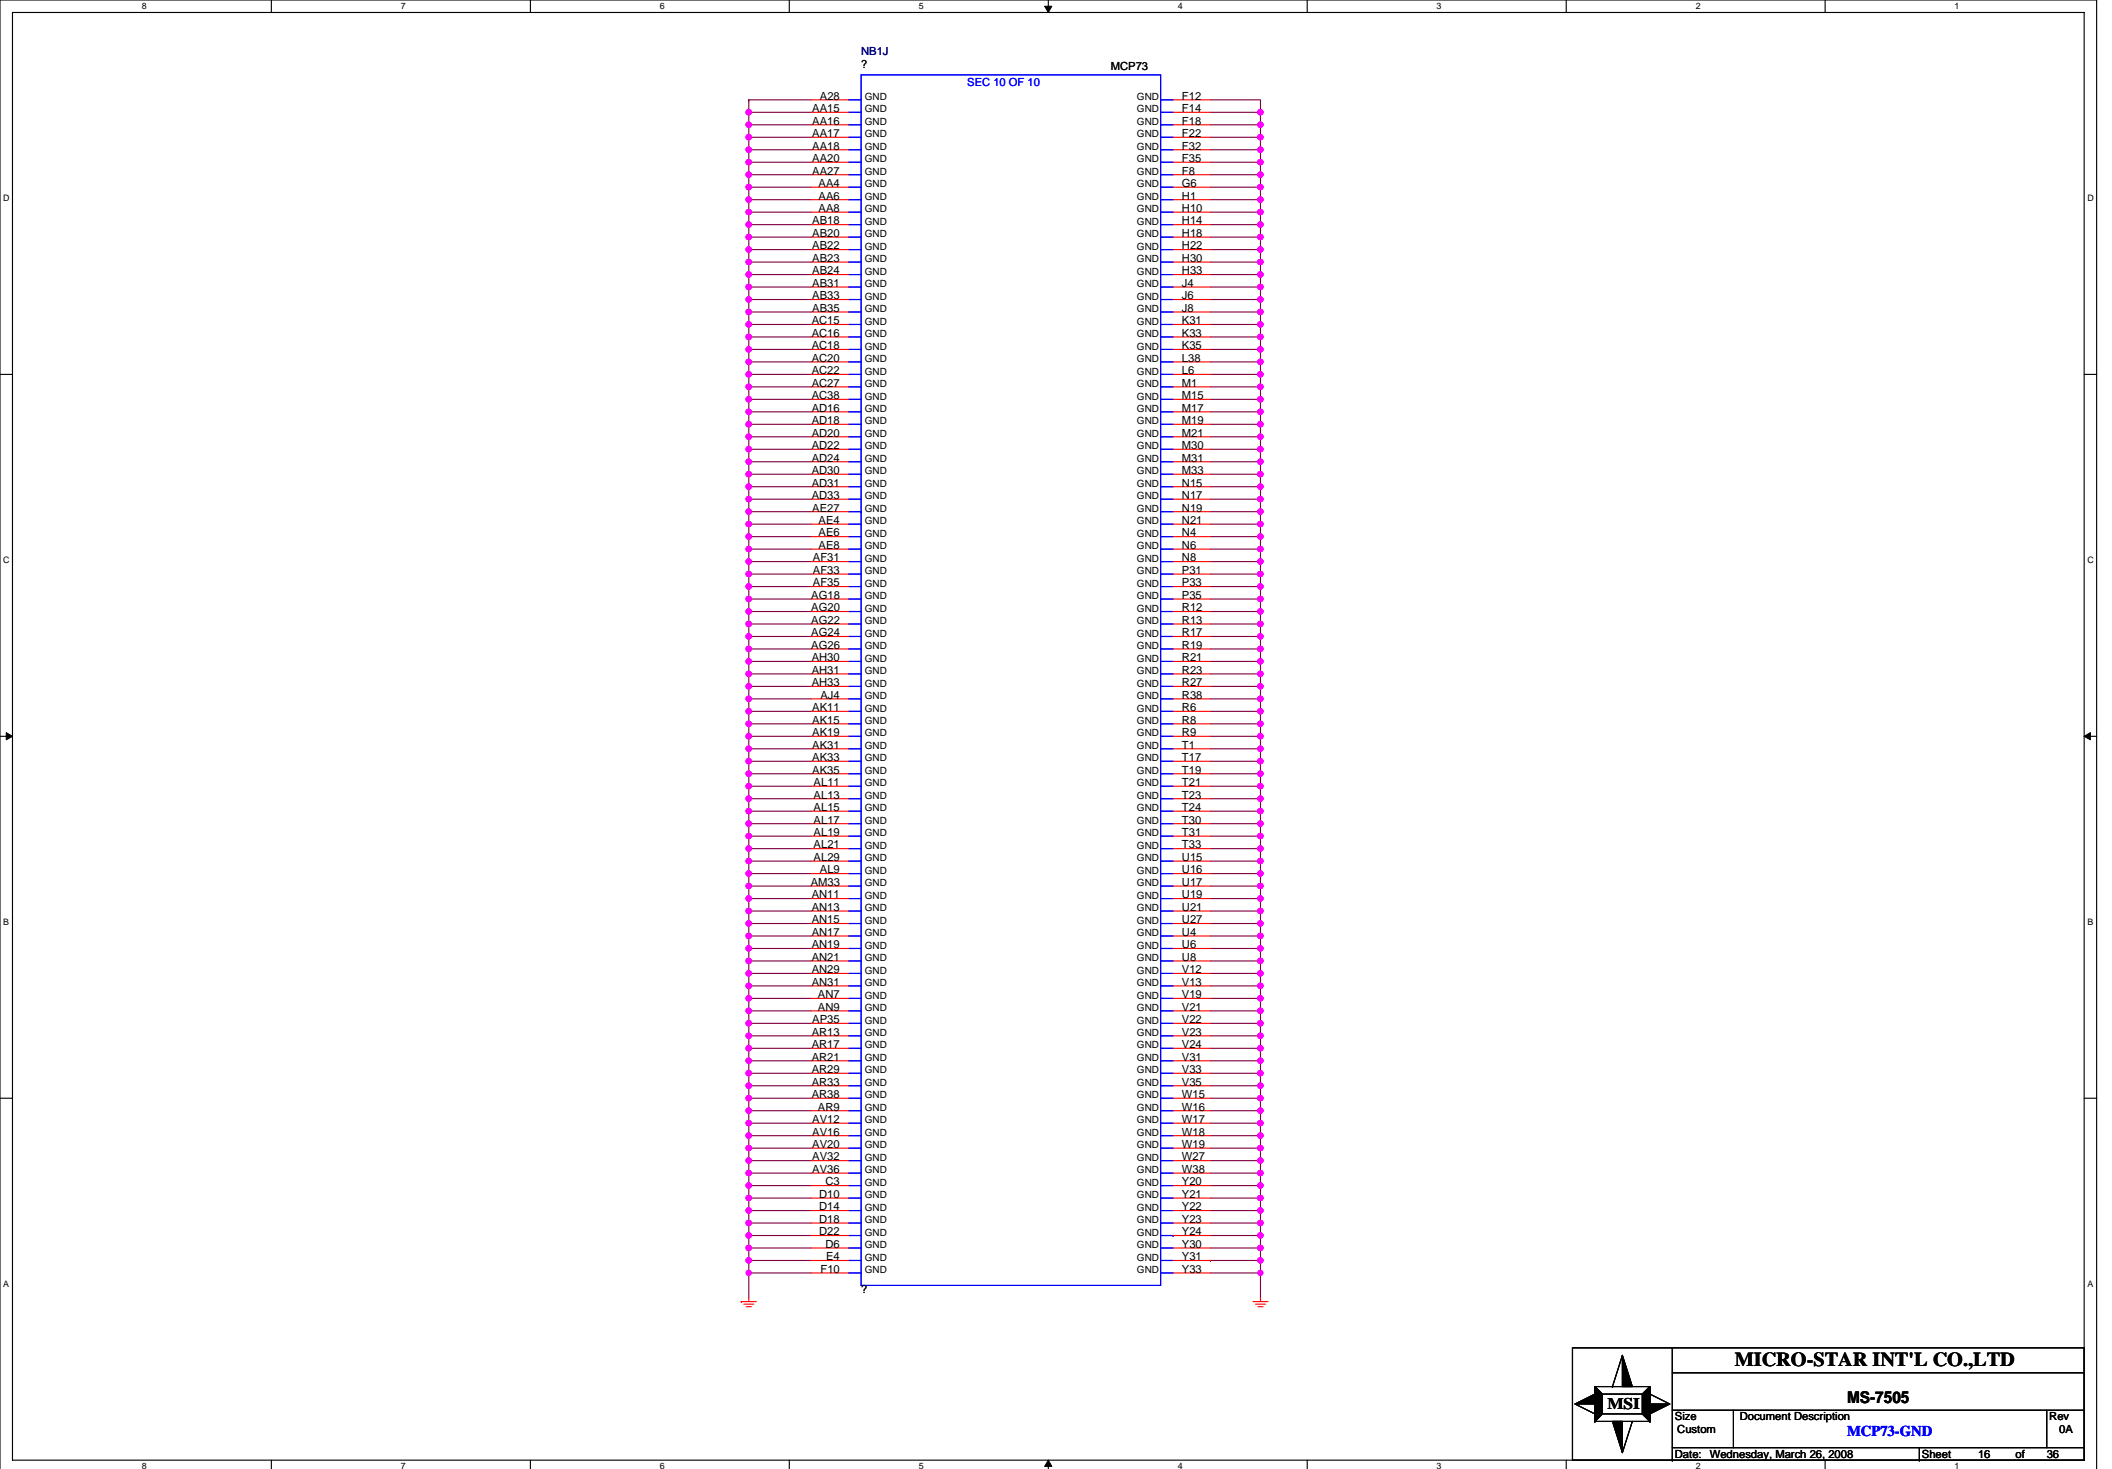 8 7 6 5 4 3 2 1
NB1J
?
MCP73
SEC 10 OF 10
A28 GND GND F12
AA15 GND GND F14
AA16 GND GND F18
AA17 GND GND F22
AA18 GND GND F32
AA20 GND GND F35
AA27 GND GND F8
AA4 GND GND G6
D AA6 GND GND H1 D
AA8 GND GND H10
AB18 GND GND H14
AB20 GND GND H18
AB22 GND GND H22
AB23 GND GND H30
AB24 GND GND H33
AB31 GND GND J4
AB33 GND GND J6
AB35 GND GND J8
AC15 GND GND K31
AC16 GND GND K33
AC18 GND GND K35
AC20 GND GND L38
AC22 GND GND L6
AC27 GND GND M1
AC38 GND GND M15
AD16 GND GND M17
AD18 GND GND M19
AD20 GND GND M21
AD22 GND GND M30
AD24 GND GND M31
AD30 GND GND M33
AD31 GND GND N15
AD33 GND GND N17
AE27 GND GND N19
AE4 GND GND N21
AE6 GND GND N4
AE8 GND GND N6
C AF31 GND GND N8 C
AF33 GND GND P31
AF35 GND GND P33
AG18 GND GND P35
AG20 GND GND R12
AG22 GND GND R13
AG24 GND GND R17
AG26 GND GND R19
AH30 GND GND R21
AH31 GND GND R23
AH33 GND GND R27
AJ4 GND GND R38
AK11 GND GND R6
AK15 GND GND R8
AK19 GND GND R9
AK31 GND GND T1
AK33 GND GND T17
AK35 GND GND T19
AL11 GND GND T21
AL13 GND GND T23
AL15 GND GND T24
AL17 GND GND T30
AL19 GND GND T31
AL21 GND GND T33
AL29 GND GND U15
AL9 GND GND U16
AM33 GND GND U17
AN11 GND GND U19
AN13 GND GND U21
B AN15 GND GND U27 B
AN17 GND GND U4
AN19 GND GND U6
AN21 GND GND U8
AN29 GND GND V12
AN31 GND GND V13
AN7 GND GND V19
AN9 GND GND V21
AP35 GND GND V22
AR13 GND GND V23
AR17 GND GND V24
AR21 GND GND V31
AR29 GND GND V33
AR33 GND GND V35
AR38 GND GND W15
AR9 GND GND W16
AV12 GND GND W17
AV16 GND GND W18
AV20 GND GND W19
AV32 GND GND W27
AV36 GND GND W38
C3 GND GND Y20
D10 GND GND Y21
D14 GND GND Y22
D18 GND GND Y23
D22 GND GND Y24
D6 GND GND Y30
E4 GND GND Y31
F10 GND GND Y33
A A
?
MICRO-STAR INT'L CO.,LTD
MSI
MS-7505
Size Document Description Rev
Custom MCP73-GND 0A
Date: Wednesday, March 26, 2008 Sheet 16 of 36
8 7 6 5 4 3 2 1